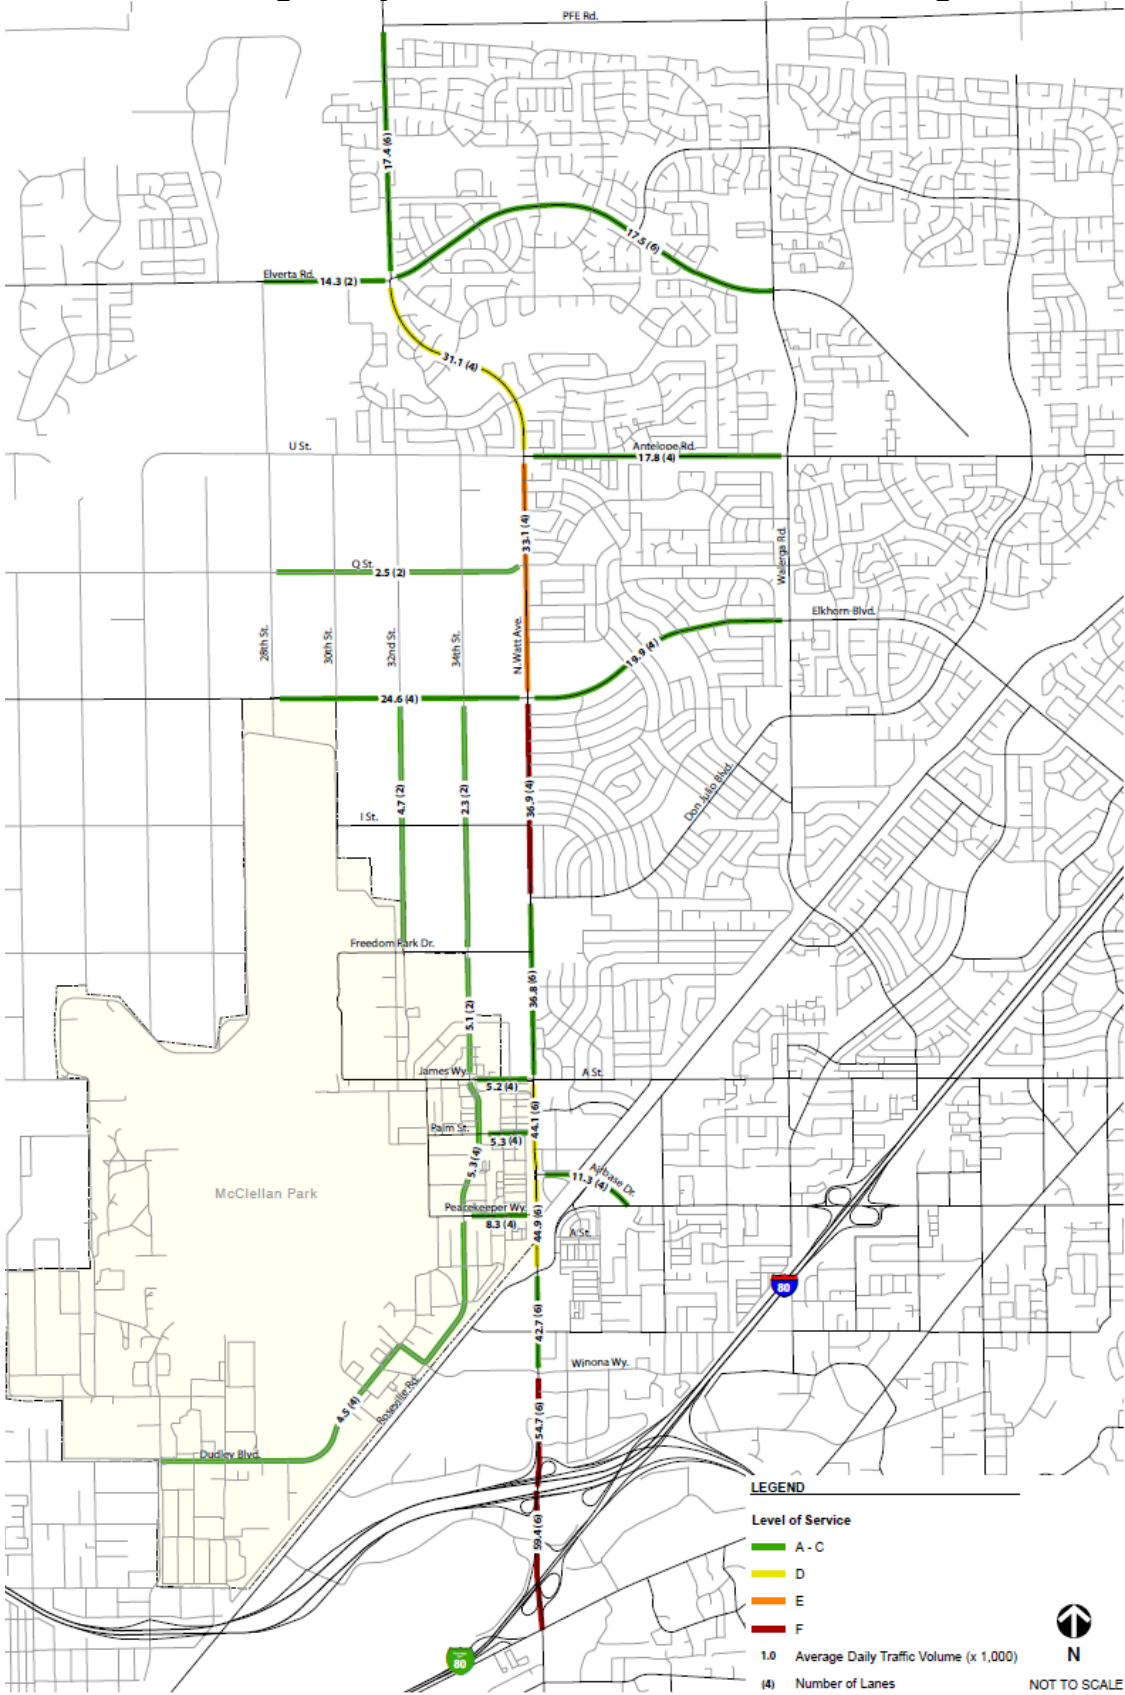 PFE Rd.
17.4 (6)
17.5 (6)
Elverta Rd.
14.3 (2)
31.1 (4)
U St.
Antelope Rd.
17.8 (4)
33.1 (4)
Q St.
2.5 (2)
Walerga Rd.
Elkhorn Blvd.
28th St.
30th St.
32nd St.
34th St.
N.Watt Ave.
19.9 (4)
24.6 (4)
4.7 (2)
2.3 (2)
36.9 (4)
Don Julio Blvd.
I St.
Freedom Park Dr.
36.8 (6)
5.1 (2)
James Wy.
A St.
5.2 (4)
44.1 (6)
Palm St.
5.3 (4)
5.3 (4)
Airbase Dr.
11.3 (4)
McClellan Park
Peacekeeper Wy.
8.3 (4)
44.9 (6)
A St.
80
42.7 (6)
Winona Wy.
Roseville Rd.
4.5 (4)
54.7 (6)
Dudley Blvd.
59.4 (6)
80
LEGEND
Level of Service
A - C
D
E
F
1.0 Average Daily Traffic Volume (x 1,000)
(4) Number of Lanes
N
NOT TO SCALE